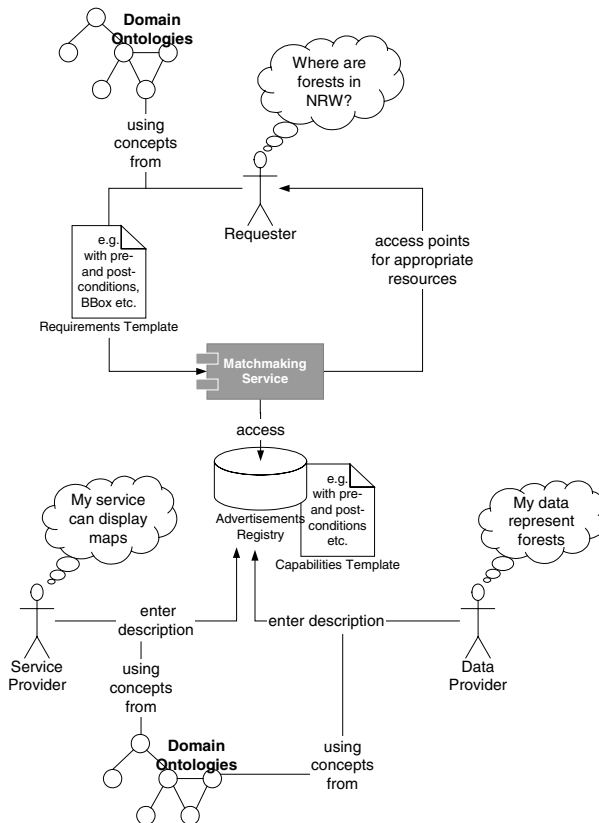 Domain
Ontologies
Where are
forests in
NRW?
using
concepts
from
Requester
e.g.
with pre-
and post-
conditions,
BBox etc.
Requirements Template
access points
for appropriate
resources
Matchmaking
Service
access
My service
can display
maps
e.g.
with pre-
and post-
conditions
etc.
Advertisements
Registry
Capabilities Template
My data
represent
forests
enter
description
enter description
Service
Provider
using
concepts
from
Data
Provider
Domain
Ontologies
using
concepts
from